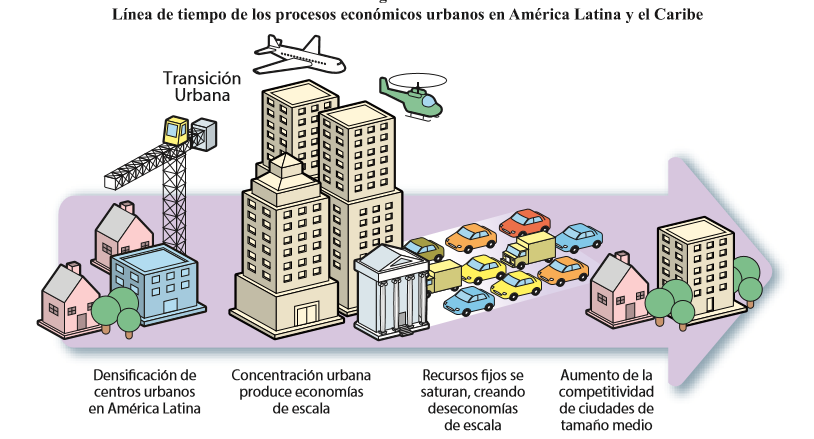 Línea de tiempo de los procesos económicos urbanos en América Latina y el Caribe
Transición
Urbana
Densificación de
centros urbanos
en América Latina
Concentración urbana
produce economías
de escala
Recursos fijos se
saturan, creando
deseconomías
de escala
Aumento de la
competitividad
de ciudades de
tamaño medio